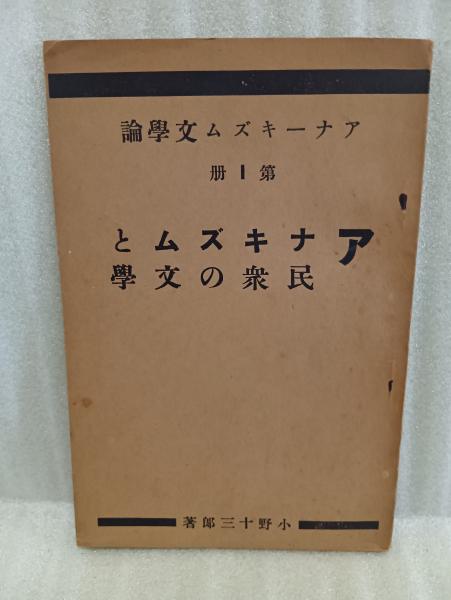 アナーキズム文學論
第1册
アナキズムと
民衆の文學
小野十三郎著